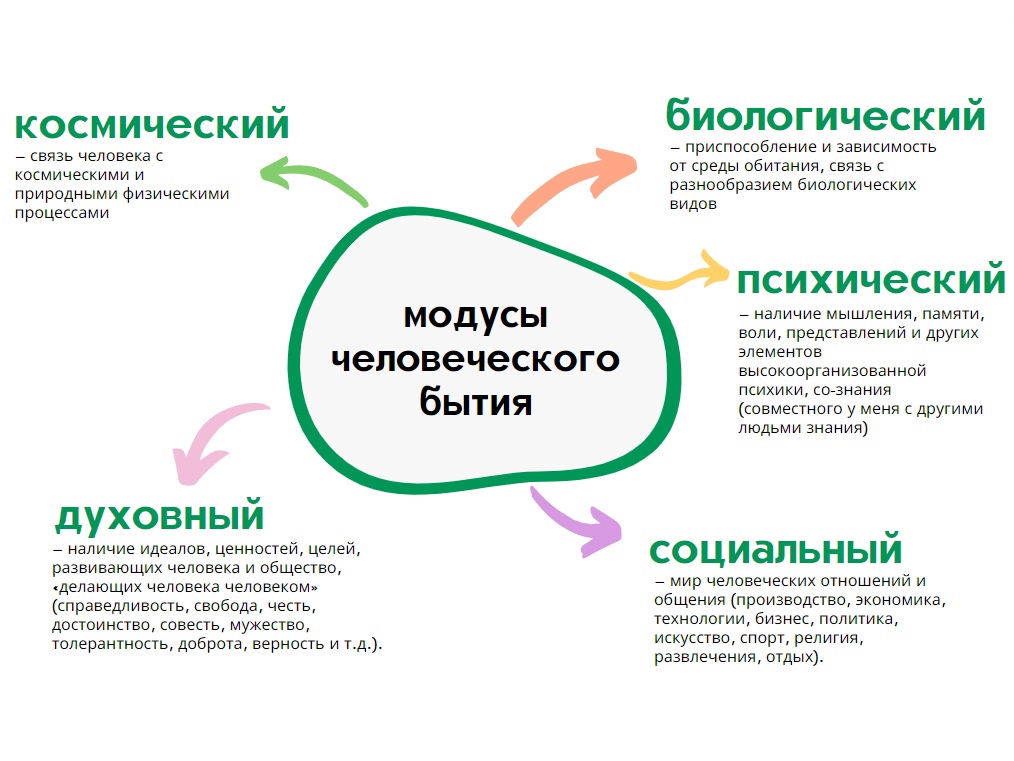 космический
– связь человека с
космическими и
природными физическими
процессами
биологический
– приспособление и зависимость
от среды обитания, связь с
разнообразием биологических
видов
модусы
человеческого
бытия
психический
– наличие мышления, памяти,
воли, представлений и других
элементов
высокоорганизованной
психики, со-знания
(совместного у меня с другими
людьми знания)
духовный
– наличие идеалов, ценностей, целей,
развивающих человека и общество,
«делающих человека человеком»
(справедливость, свобода, честь,
достоинство, совесть, мужество,
толерантность, доброта, верность и т.д.).
социальный
– мир человеческих отношений и
общения (производство, экономика,
технологии, бизнес, политика,
искусство, спорт, религия,
развлечения, отдых).